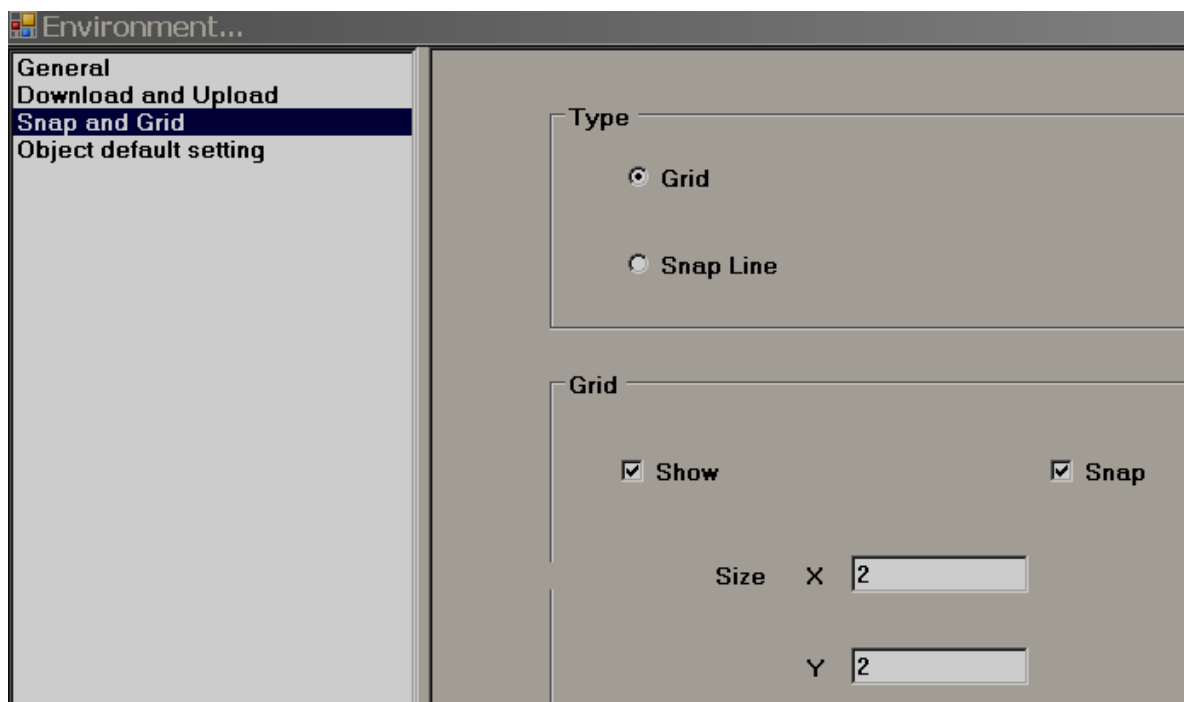 Environment...
General
Download and Upload
Snap and Grid
Object default setting
Type
Grid
Snap Line
Grid
Show Snap
Size X 2
Y 2